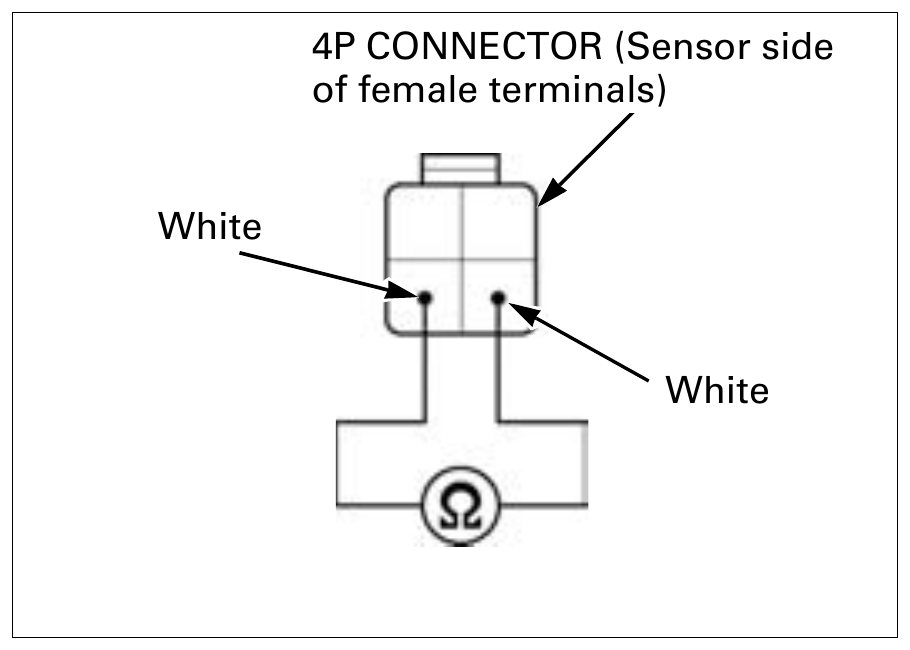 4P CONNECTOR (Sensor side
of female terminals)
White
White
Ω